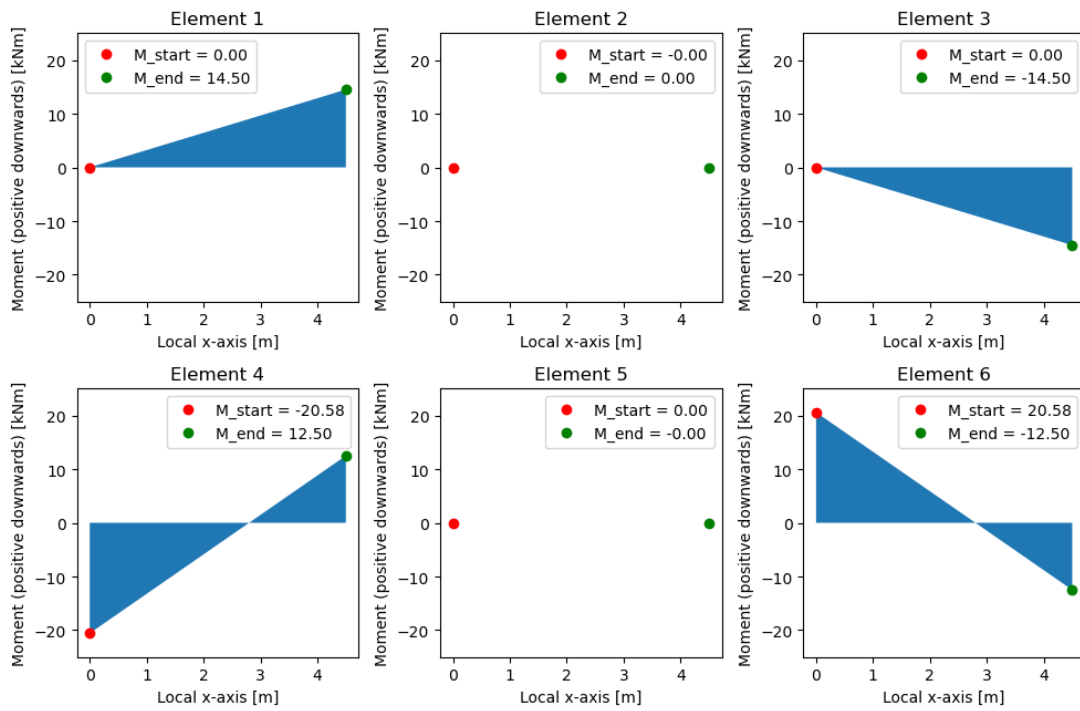 Element 1
Moment (positive downwards) [kNm]
20
10
0
−10
−20
M_start = 0.00
M_end = 14.50
0 1 2 3 4
Local x-axis [m]
Element 2
Moment (positive downwards) [kNm]
20
10
0
−10
−20
M_start = -0.00
M_end = 0.00
0 1 2 3 4
Local x-axis [m]
Element 3
Moment (positive downwards) [kNm]
20
10
0
−10
−20
M_start = 0.00
M_end = -14.50
0 1 2 3 4
Local x-axis [m]
Element 4
Moment (positive downwards) [kNm]
20
10
0
−10
−20
M_start = -20.58
M_end = 12.50
0 1 2 3 4
Local x-axis [m]
Element 5
Moment (positive downwards) [kNm]
20
10
0
−10
−20
M_start = 0.00
M_end = -0.00
0 1 2 3 4
Local x-axis [m]
Element 6
Moment (positive downwards) [kNm]
20
10
0
−10
−20
M_start = 20.58
M_end = -12.50
0 1 2 3 4
Local x-axis [m]